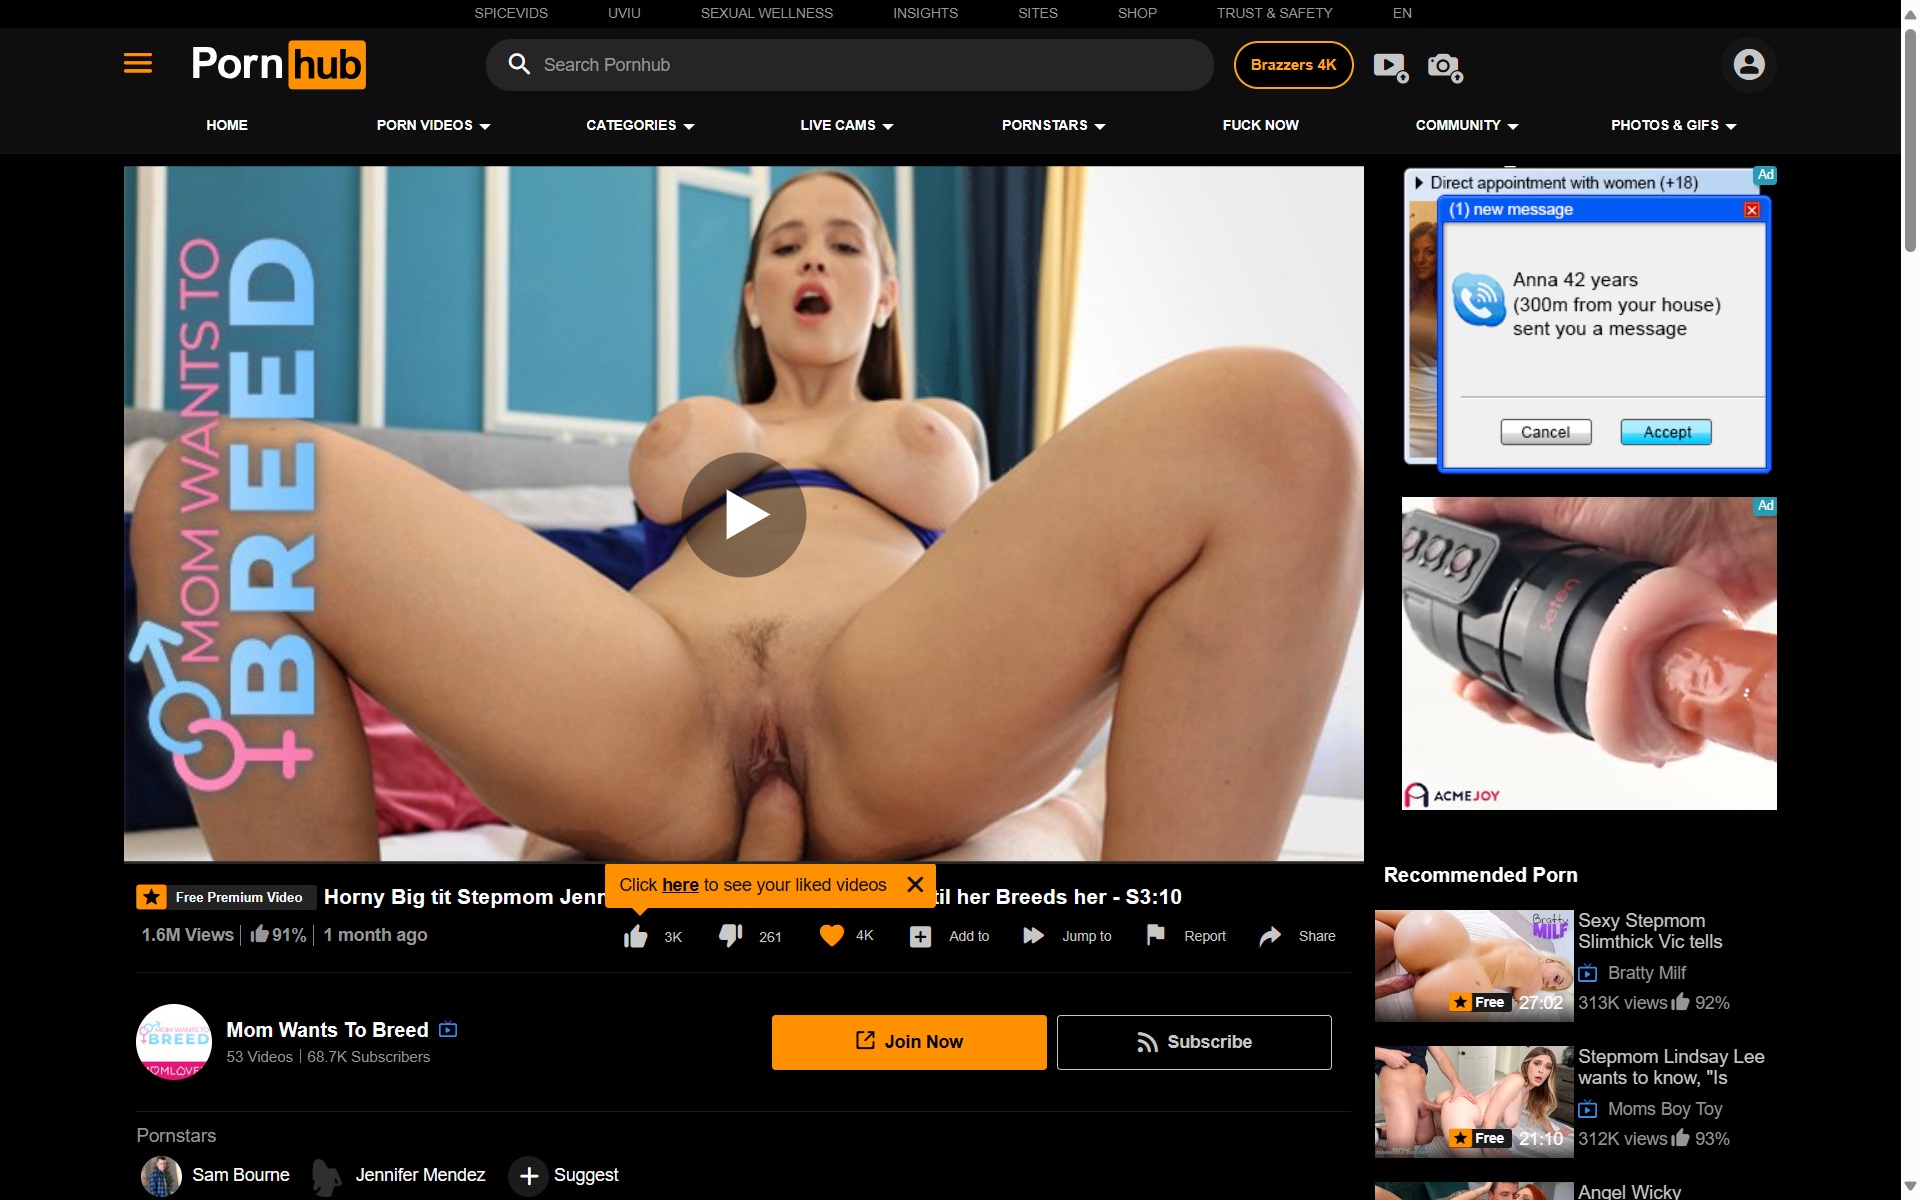 SPICEVIDS UVIU SEXUAL WELLNESS INSIGHTS SITES SHOP TRUST & SAFETY EN
Pornhub
Search Pornhub
Brazzers 4K
HOME PORN VIDEOS CATEGORIES LIVE CAMS PORNSTARS FUCK NOW COMMUNITY PHOTOS & GIFS
MOM WANTS TO
BREED
Ad
Direct appointment with women (+18)
(1) new message
Anna 42 years
(300m from your house)
sent you a message
Cancel Accept
Ad
feten
ACMEJOY
Click here to see your liked videos
Free Premium Video Horny Big tit Stepmom Jenn til her Breeds her - S3:10
1.6M Views 91% 1 month ago
3K 261 4K Add to Jump to Report Share
MOM WANTS TO
BREED
Mom Wants To Breed
53 Videos 68.7K Subscribers
Join Now
Subscribe
Pornstars
Sam Bourne Jennifer Mendez Suggest
Recommended Porn
Bratty
MILF
Free 27:02
Sexy Stepmom
Slimthick Vic tells
Bratty Milf
313K views 92%
Free 21:10
Stepmom Lindsay Lee
wants to know, "Is
Moms Boy Toy
312K views 93%
Angel Wicky